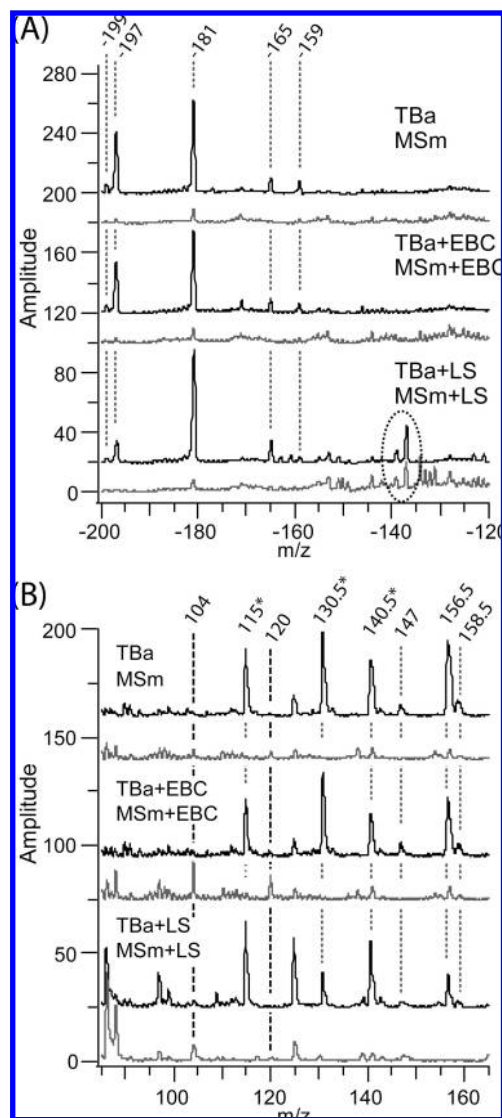 (A)
-199
-197
-181
-165
-159
280
240
200
160
120
80
40
0
Amplitude
TBa
MSm
TBa+EBC
MSm+EBC
TBa+LS
MSm+LS
-200
-180
-160
-140
-120
m/z
(B)
104
115*
120
130.5*
140.5*
147
156.5
158.5
200
150
100
50
0
Amplitude
TBa
MSm
TBa+EBC
MSm+EBC
TBa+LS
MSm+LS
100
120
140
160
m/z